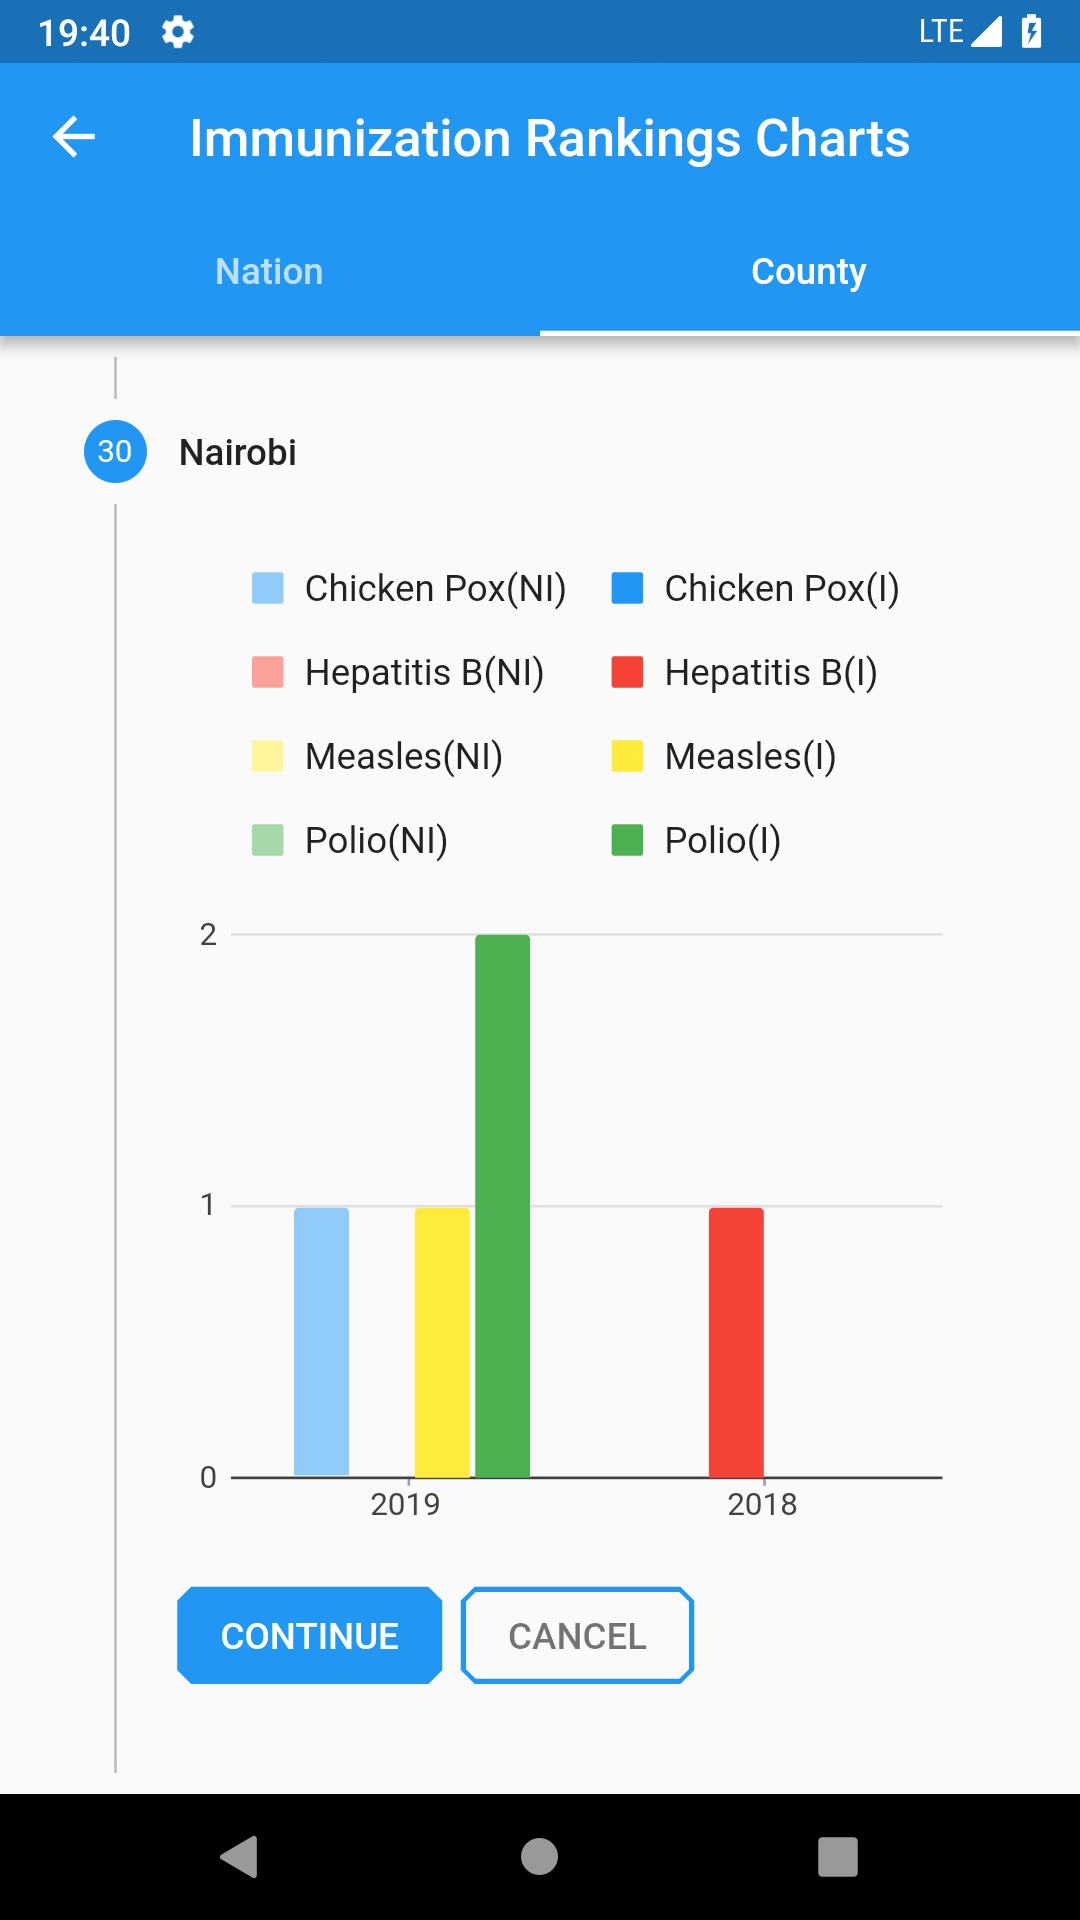 19:40 LTE
Immunization Rankings Charts
Nation County
30 Nairobi
Chicken Pox(NI) Chicken Pox(I)
Hepatitis B(NI) Hepatitis B(I)
Measles(NI) Measles(I)
Polio(NI) Polio(I)
2
1
0
2019 2018
CONTINUE CANCEL